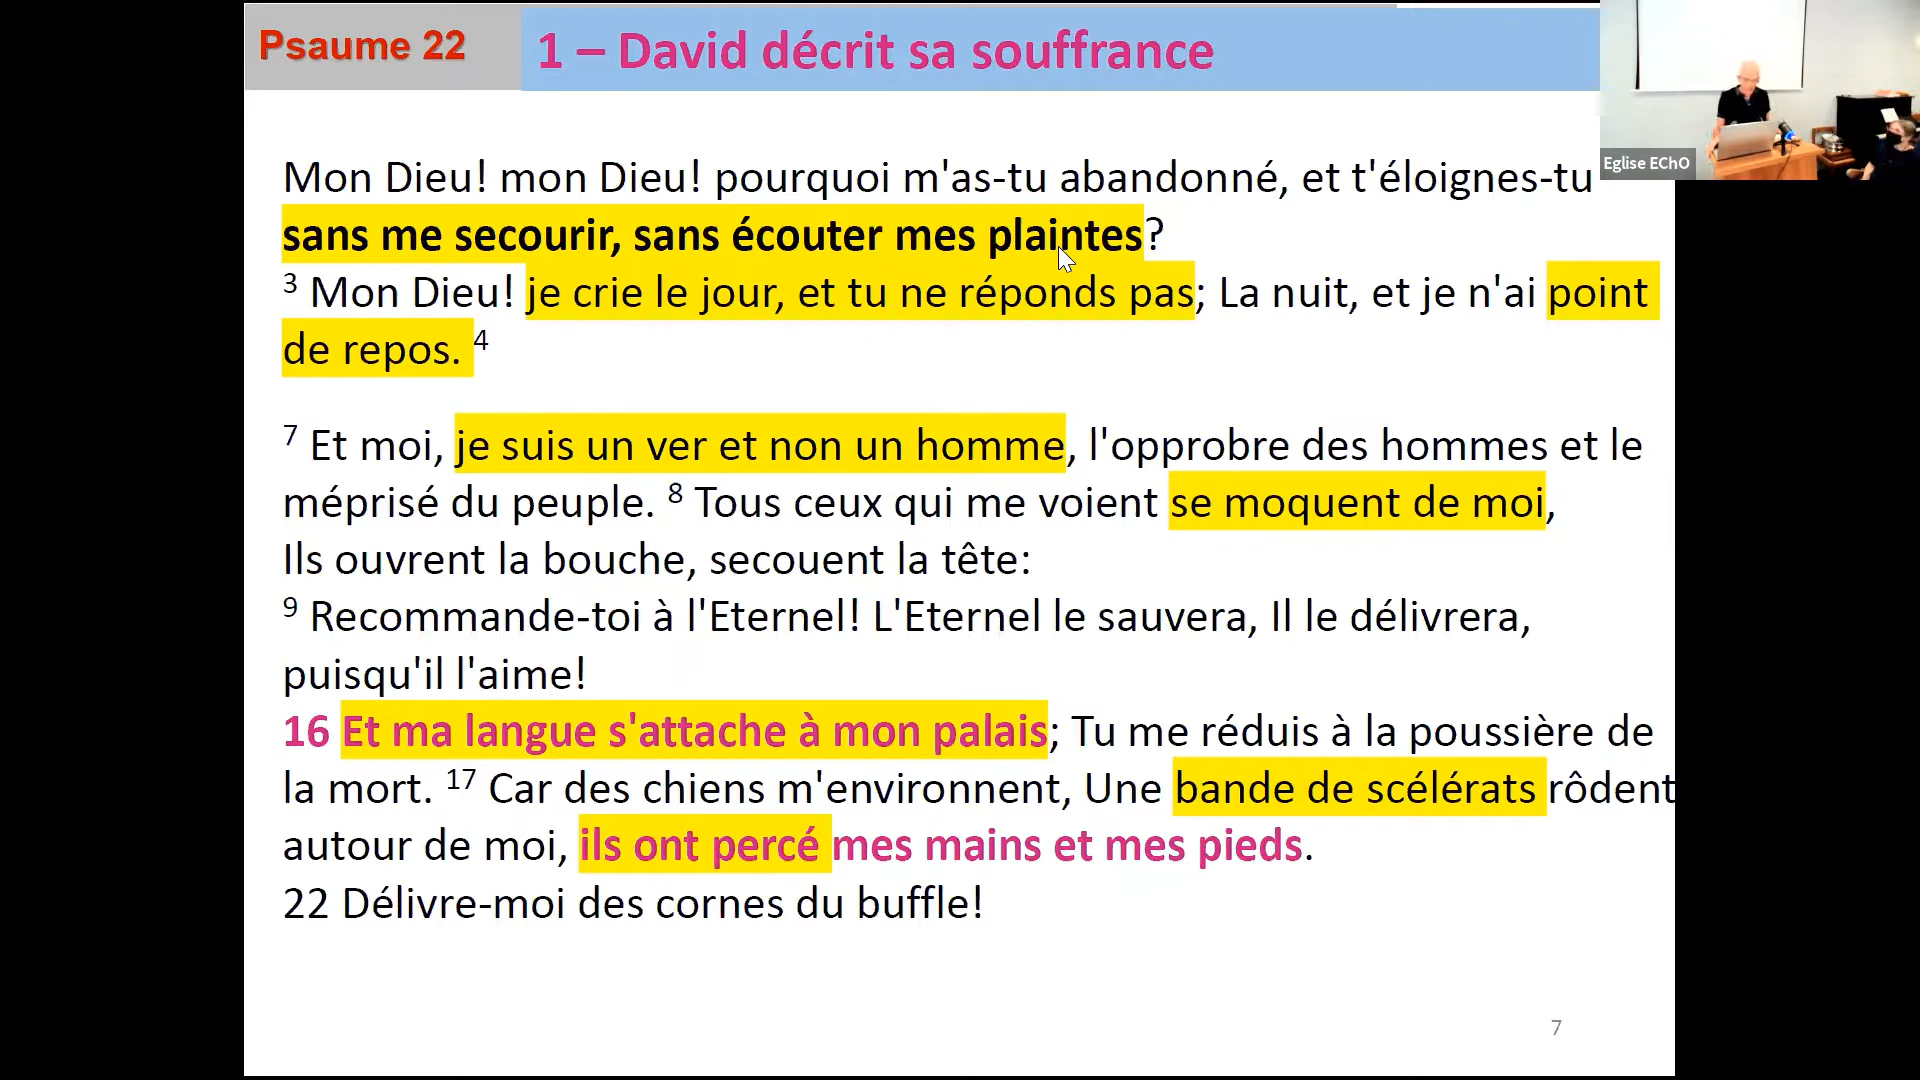 Psaume 22
1 – David décrit sa souffrance
Eglise EChO
Mon Dieu! mon Dieu! pourquoi m'as-tu abandonné, et t'éloignes-tu
sans me secourir, sans écouter mes plaintes?
3 Mon Dieu! je crie le jour, et tu ne réponds pas; La nuit, et je n'ai point
de repos. 4
7 Et moi, je suis un ver et non un homme, l'opprobre des hommes et le
méprisé du peuple. 8 Tous ceux qui me voient se moquent de moi,
Ils ouvrent la bouche, secouent la tête:
9 Recommande-toi à l'Eternel! L'Eternel le sauvera, Il le délivrera,
puisqu'il l'aime!
16 Et ma langue s'attache à mon palais; Tu me réduis à la poussière de
la mort. 17 Car des chiens m'environnent, Une bande de scélérats rôdent
autour de moi, ils ont percé mes mains et mes pieds.
22 Délivre-moi des cornes du buffle!
7